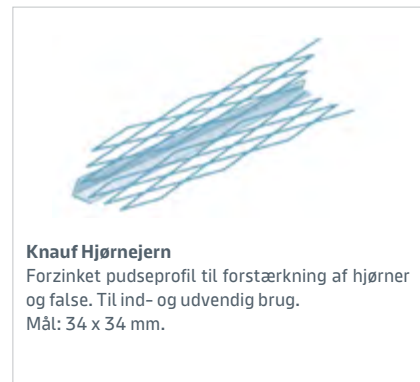 Knauf Hjørnejern
Forzinket pudseprofil til forstærkning af hjørner
og false. Til ind- og udvendig brug.
Mål: 34 x 34 mm.